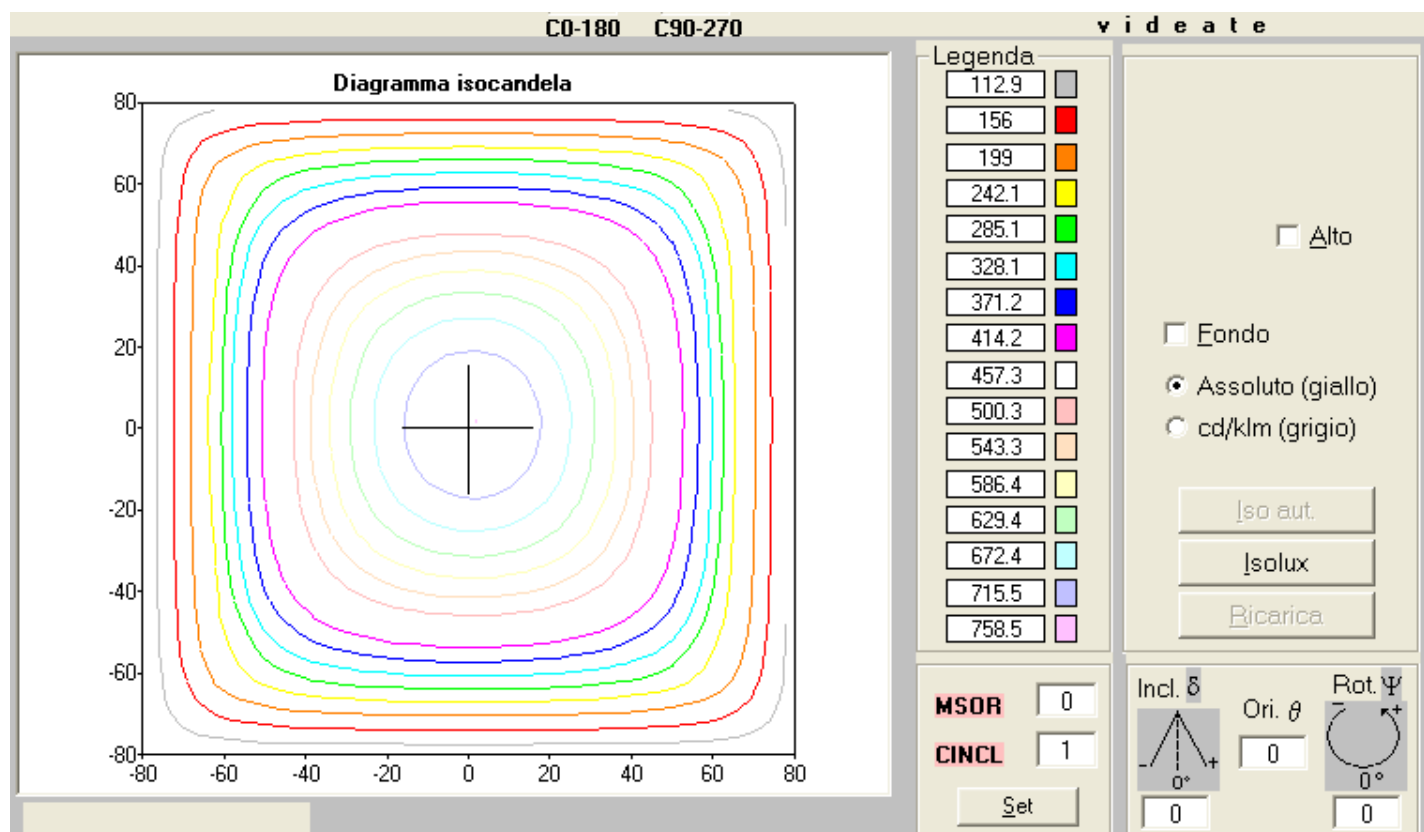 C0-180 C90-270
videate
Diagramma isocandela
80
60
40
20
0
-20
-40
-60
-80
-80 -60 -40 -20 0 20 40 60 80
Legenda
112.9
156
199
242.1
285.1
328.1
371.2
414.2
457.3
500.3
543.3
586.4
629.4
672.4
715.5
758.5
Alto
Fondo
Assoluto (giallo)
cd/klm (grigio)
Iso aut.
Isolux
Ricarica
MSOR 0
CINCL 1
Set
Incl. δ
- +
0°
0
Ori. θ
0
Rot. Ψ
- +
0°
0